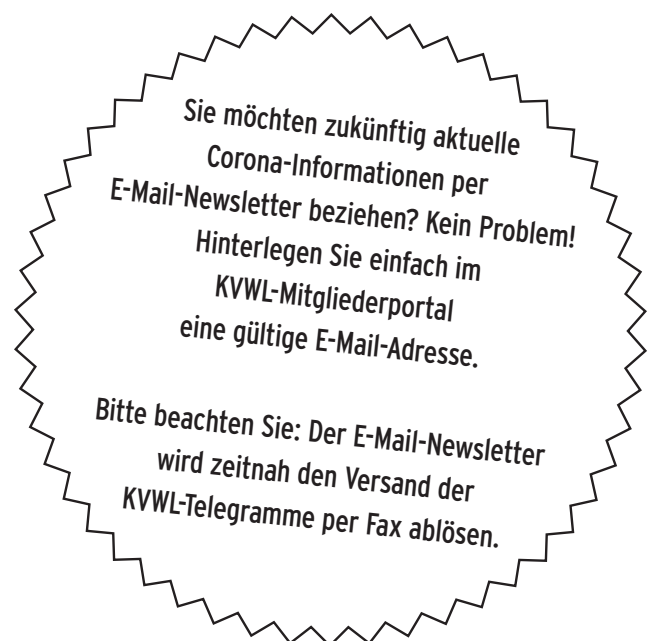 Sie möchten zukünftig aktuelle
Corona-Informationen per
E-Mail-Newsletter beziehen? Kein Problem!
Hinterlegen Sie einfach im
KVWL-Mitgliederportal
eine gültige E-Mail-Adresse.
Bitte beachten Sie: Der E-Mail-Newsletter
wird zeitnah den Versand der
KVWL-Telegramme per Fax ablösen.